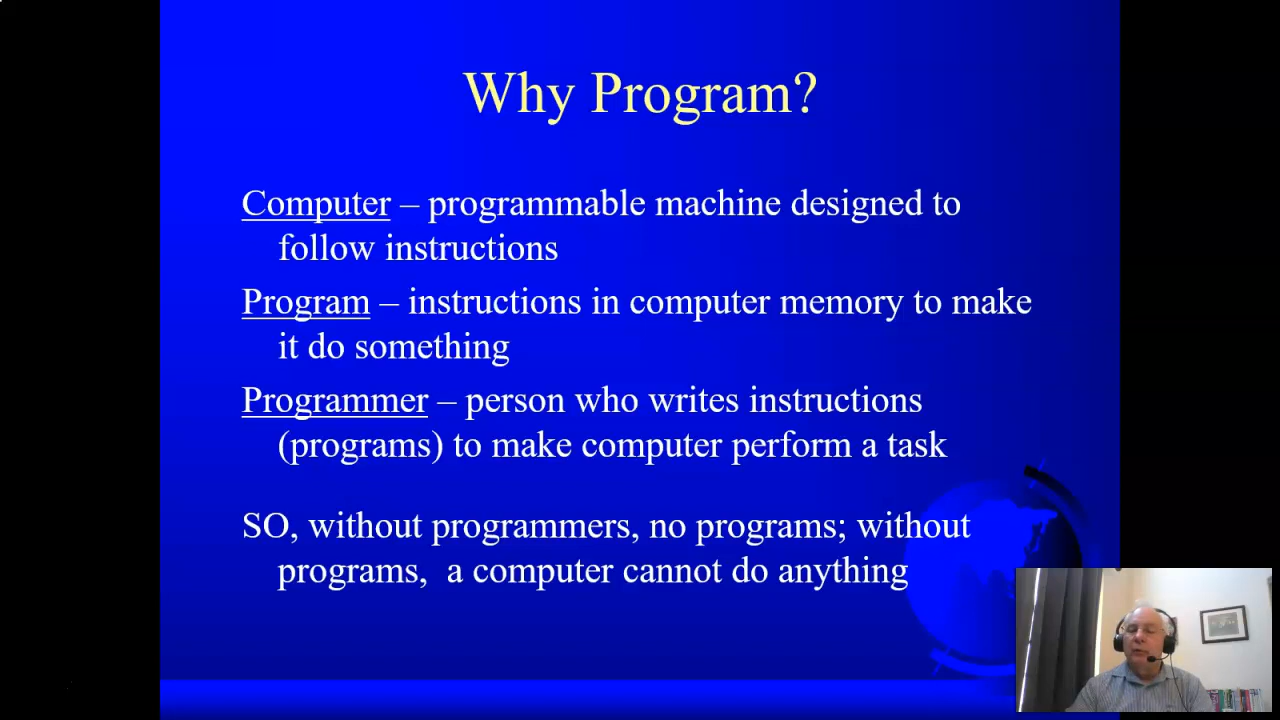 Why Program?
Computer – programmable machine designed to
follow instructions
Program – instructions in computer memory to make
it do something
Programmer – person who writes instructions
(programs) to make computer perform a task
SO, without programmers, no programs; without
programs,  a computer cannot do anything